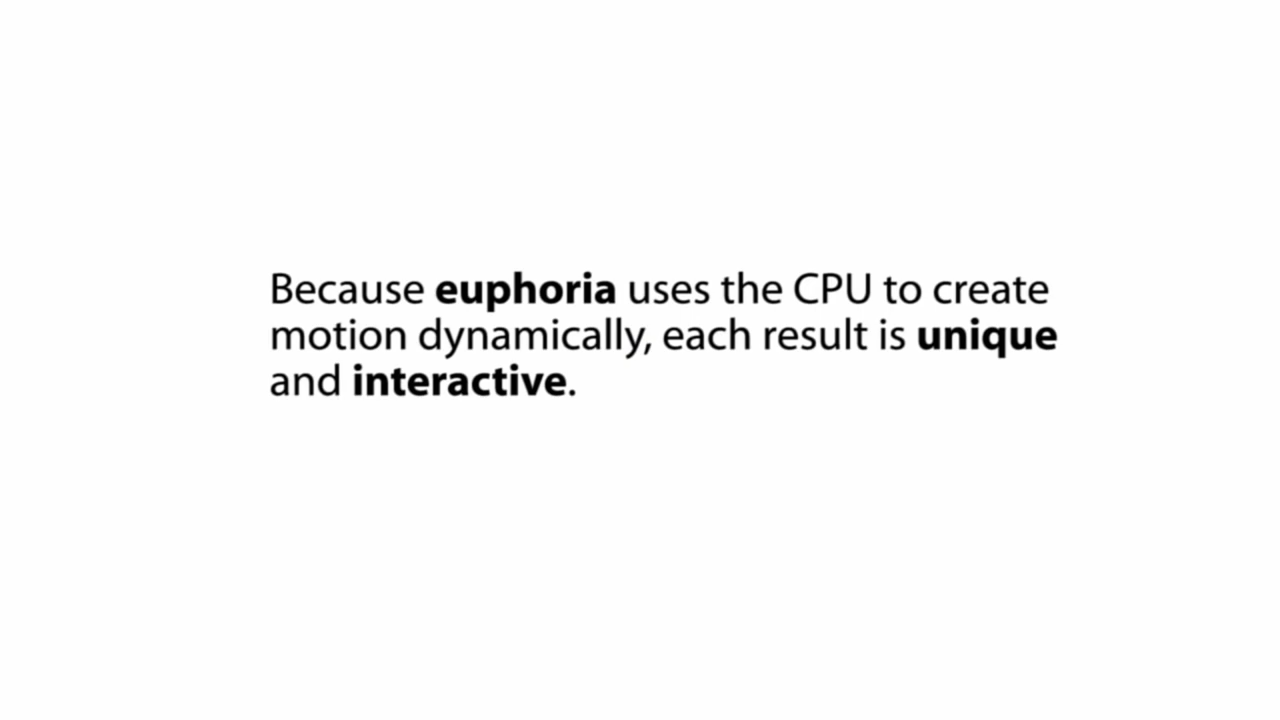 Because euphoria uses the CPU to create
motion dynamically, each result is unique
and interactive.